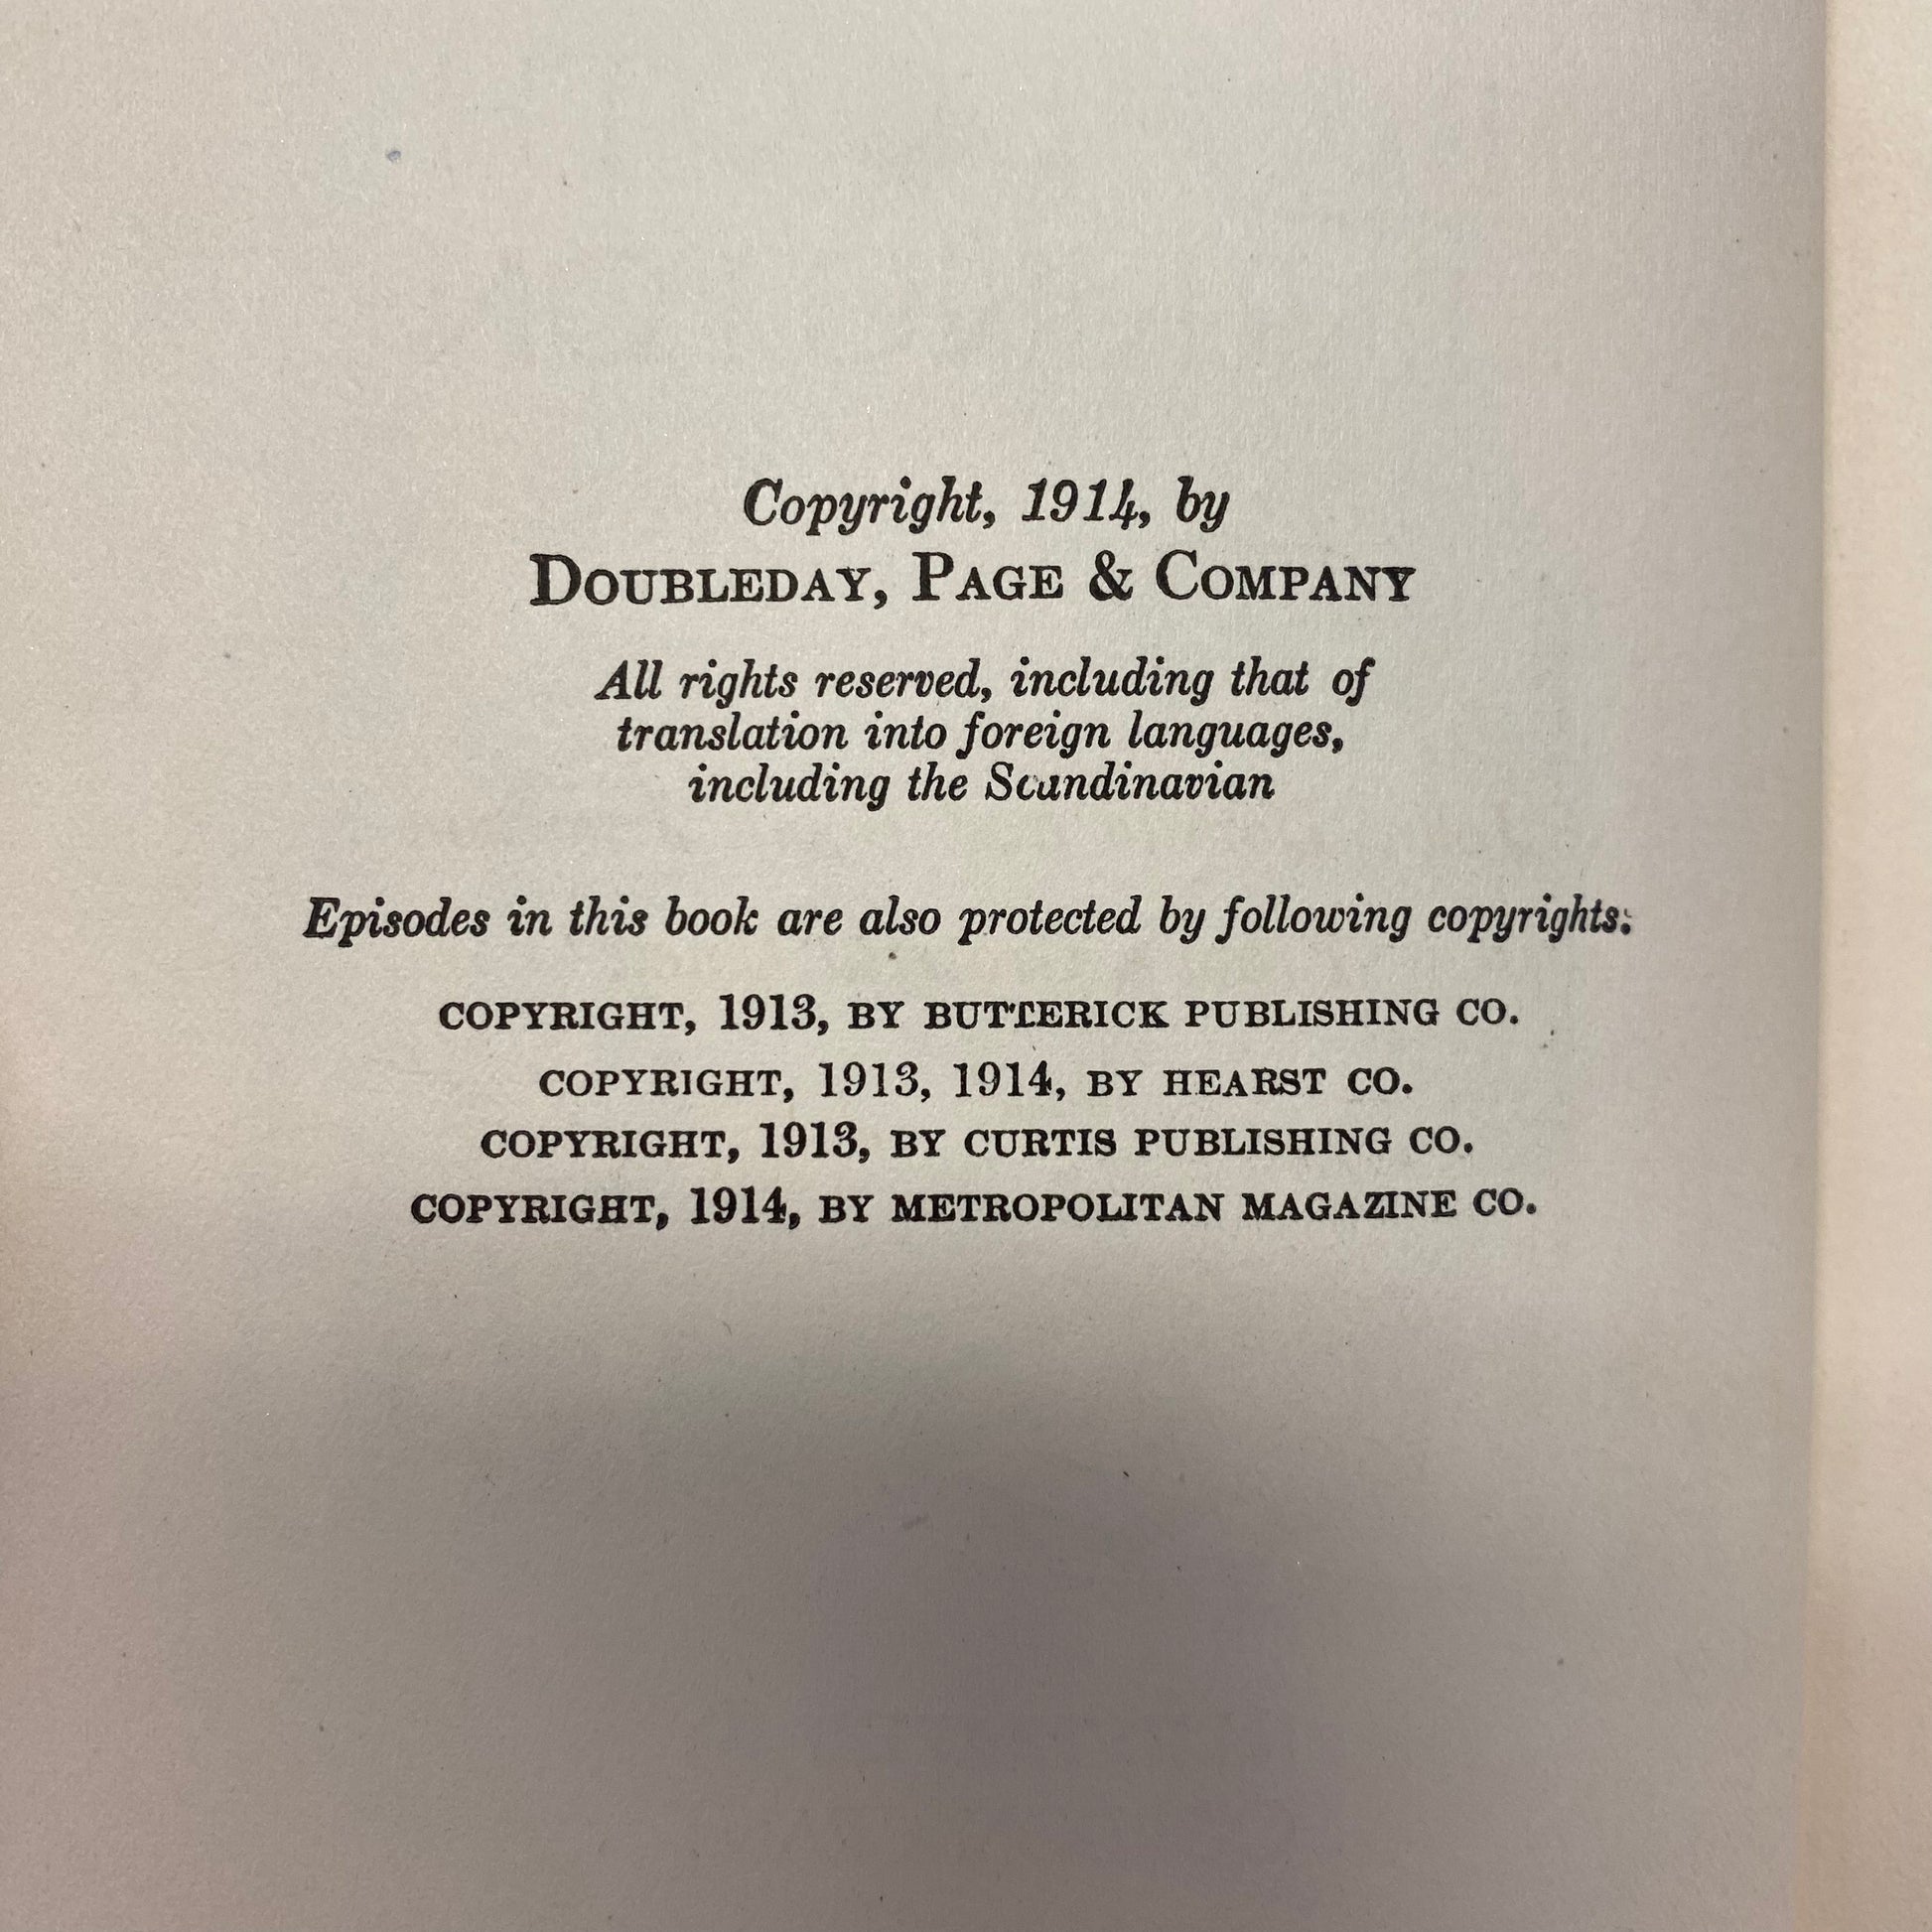 Copyright, 1914, by
DOUBLEDAY, PAGE & COMPANY
All rights reserved, including that of
translation into foreign languages,
including the Scandinavian
Episodes in this book are also protected by following copyrights:
COPYRIGHT, 1913, BY BUTTERICK PUBLISHING CO.
COPYRIGHT, 1913, 1914, BY HEARST CO.
COPYRIGHT, 1913, BY CURTIS PUBLISHING CO.
COPYRIGHT, 1914, BY METROPOLITAN MAGAZINE CO.